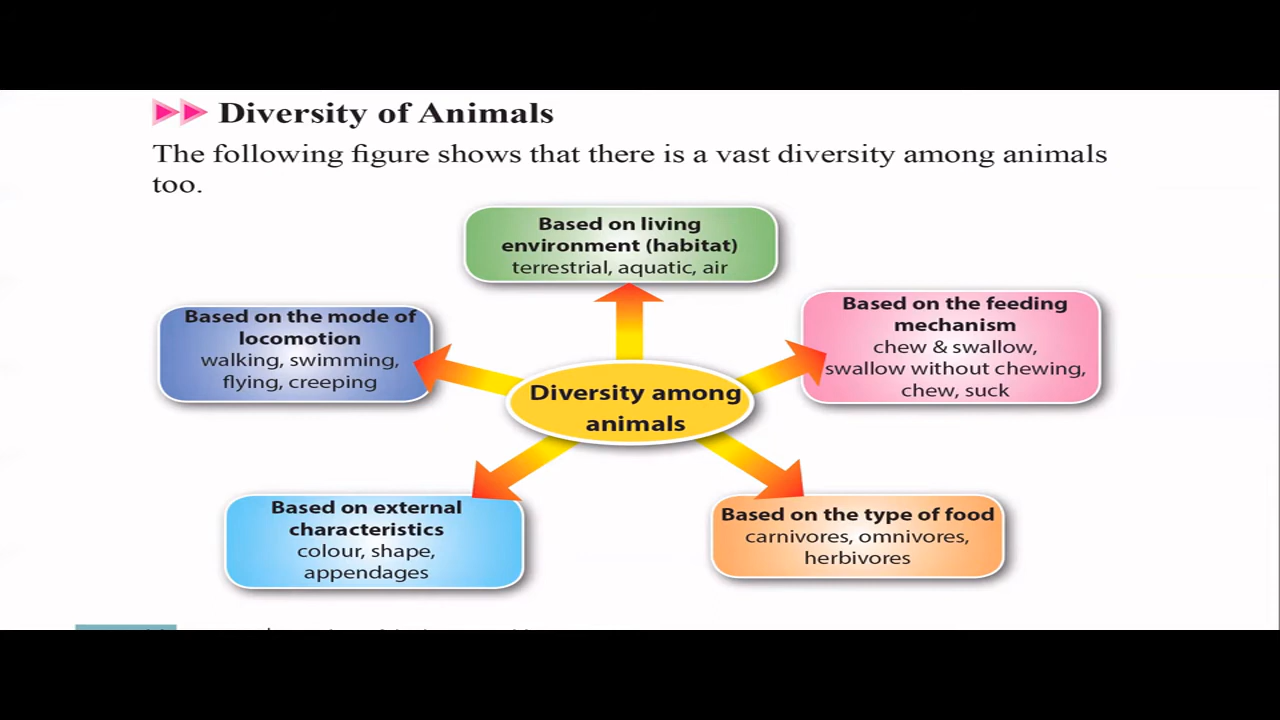 Diversity of Animals
The following figure shows that there is a vast diversity among animals
too.
Based on living
environment (habitat)
terrestrial, aquatic, air
Based on the mode of
locomotion
walking, swimming,
flying, creeping
Based on the feeding
mechanism
chew & swallow,
swallow without chewing,
chew, suck
Diversity among
animals
Based on external
characteristics
colour, shape,
appendages
Based on the type of food
carnivores, omnivores,
herbivores